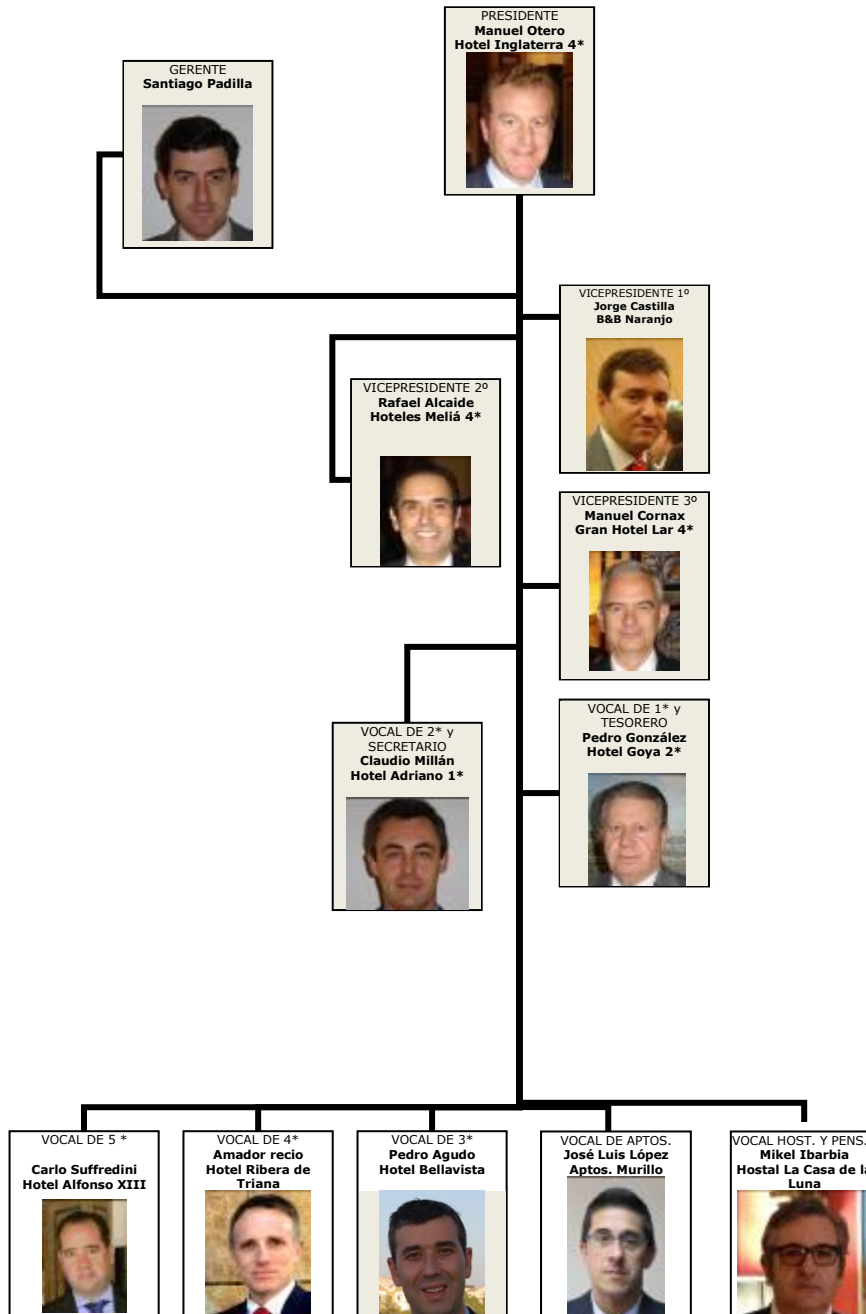 PRESIDENTE
Manuel Otero
Hotel Inglaterra 4*
GERENTE
Santiago Padilla
VICEPRESIDENTE 1º
Jorge Castilla
B&B Naranjo
VICEPRESIDENTE 2º
Rafael Alcaide
Hoteles Meliá 4*
VICEPRESIDENTE 3º
Manuel Cornax
Gran Hotel Lar 4*
VOCAL DE 1* y
TESORERO
Pedro González
Hotel Goya 2*
VOCAL DE 2* y
SECRETARIO
Claudio Millán
Hotel Adriano 1*
VOCAL DE 5 *
Carlo Suffredini
Hotel Alfonso XIII
VOCAL DE 4*
Amador recio
Hotel Ribera de
Triana
VOCAL DE 3*
Pedro Agudo
Hotel Bellavista
VOCAL DE APTOS.
José Luis López
Aptos. Murillo
VOCAL HOST. Y PENS.
Mikel Ibarbia
Hostal La Casa de la
Luna